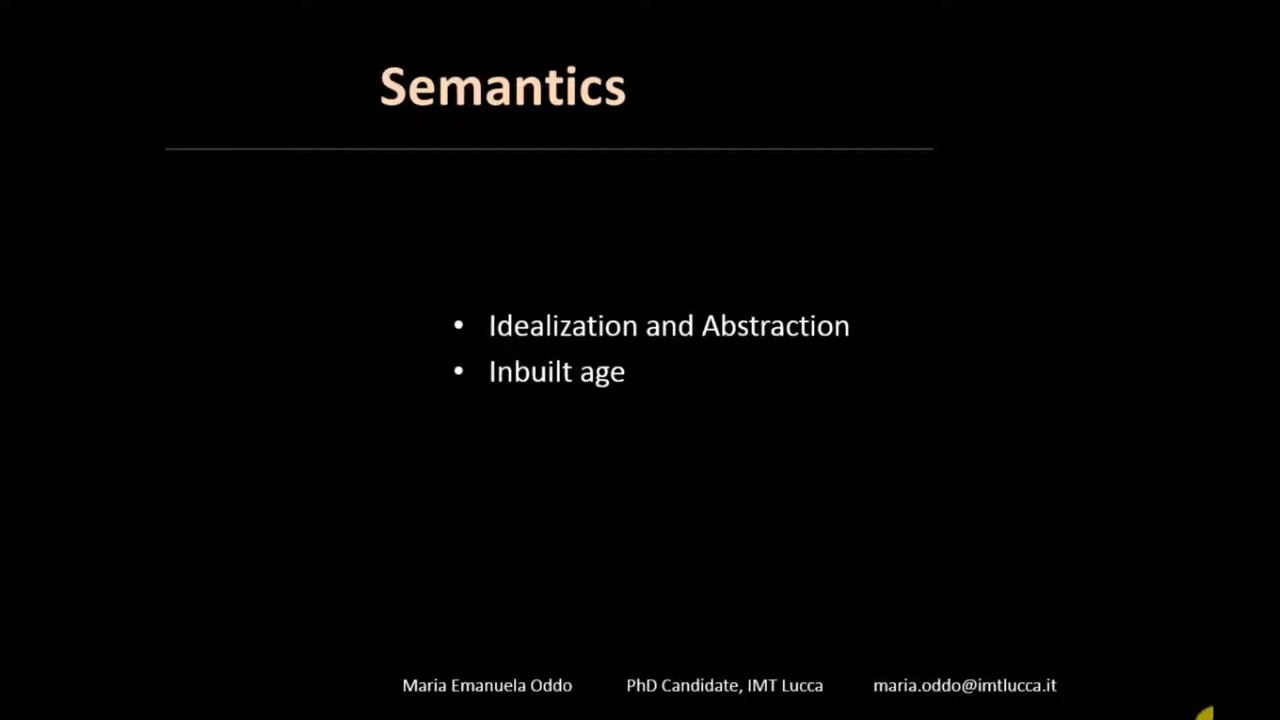 Semantics
• Idealization and Abstraction
• Inbuilt age
Maria Emanuela Oddo PhD Candidate, IMT Lucca maria.oddo@imtlucca.it